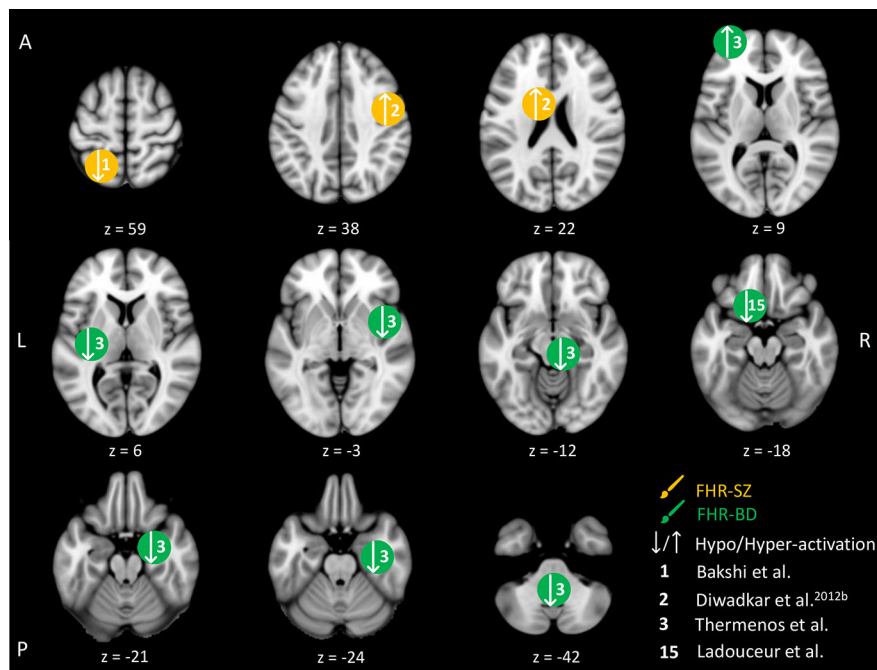 A
1
2
2
3
z = 59
z = 38
z = 22
z = 9
L
R
3
3
3
15
z = 6
z = -3
z = -12
z = -18
3
3
3
FHR-SZ
FHR-BD
↓/↑ Hypo/Hyper-activation
1 Bakshi et al.
2 Diwadkar et al.2012b
3 Thermenos et al.
15 Ladouceur et al.
P
z = -21
z = -24
z = -42